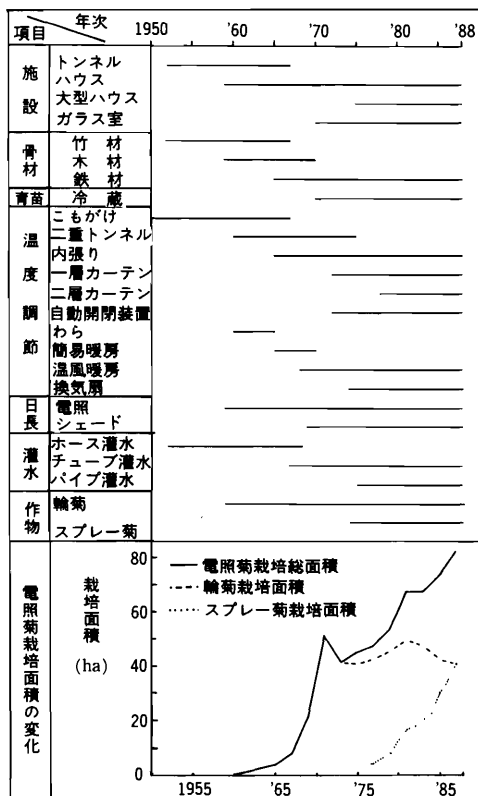 年次
項目
1950 '60 '70 '80 '88
施設
トンネル
ハウス
大型ハウス
ガラス室
骨材
竹材
木材
鉄材
育苗
冷蔵
温度調節
こもがけ
二重トンネル
内張り
一層カーテン
二層カーテン
自動開閉装置
わら
簡易暖房
温風暖房
換気扇
日長
電照
シェード
灌水
ホース灌水
チューブ灌水
パイプ灌水
作物
輪菊
スプレー菊
電照菊栽培面積の変化
栽培面積
(ha)
80
60
40
20
0
電照菊栽培総面積
輪菊栽培面積
スプレー菊栽培面積
1955 '65 '75 '85